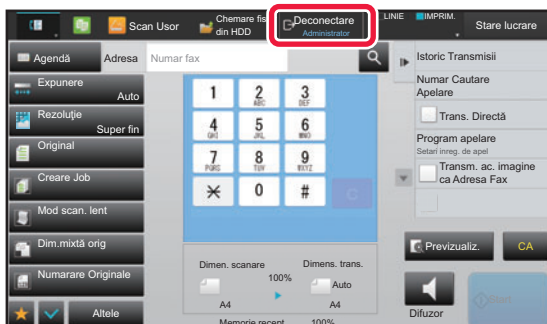 Scan Usor
Chemare fis
din HDD
Deconectare
Administrator
LINIE
IMPRIM.
Stare lucrare
Agendă
Adresa
Numar fax
Istoric Transmisii
Expunere
Auto
Numar Cautare
Apelare
Rezoluţie
Super fin
Trans. Directă
Original
Program apelare
Setari inreg. de apel
Creare Job
Transm. ac. imagine
ca Adresa Fax
Mod scan. lent
Dim.mixtă orig
Numarare Originale
Altele
1
2
ABC
3
DEF
4
GHI
5
JKL
6
MNO
7
PQRS
8
TUV
9
WXYZ
0
#
C
Previzualiz.
CA
Dimen. scanare
Dimens. trans.
100%
Auto
A4
A4
Memorie recept.
100%
Difuzor
Start